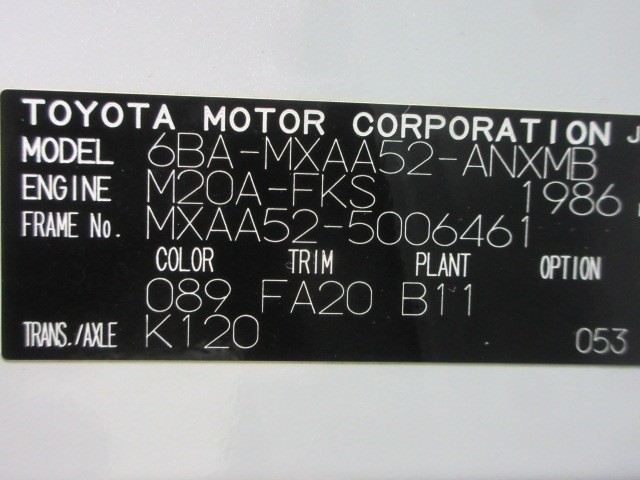 TOYOTA MOTOR CORPORATION J
MODEL 6BA-MXAA52-ANXMB
ENGINE M20A-FKS 1986
FRAME No. MXAA52-5006461
COLOR TRIM PLANT OPTION
089 FA20 B11
TRANS./AXLE K120 053